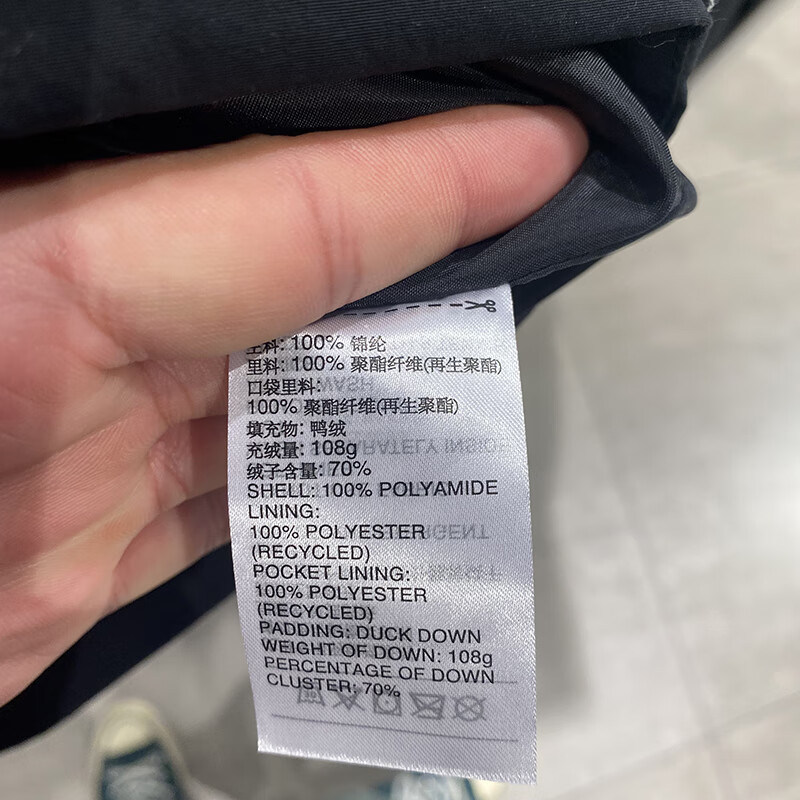 主料: 100% 锦纶
里料: 100% 聚酯纤维(再生聚酯)
口袋里料:
100% 聚酯纤维(再生聚酯)
填充物: 鸭绒
充绒量: 108g
绒子含量: 70%
SHELL: 100% POLYAMIDE
LINING:
100% POLYESTER
(RECYCLED)
POCKET LINING:
100% POLYESTER
(RECYCLED)
PADDING: DUCK DOWN
WEIGHT OF DOWN: 108g
PERCENTAGE OF DOWN
CLUSTER: 70%